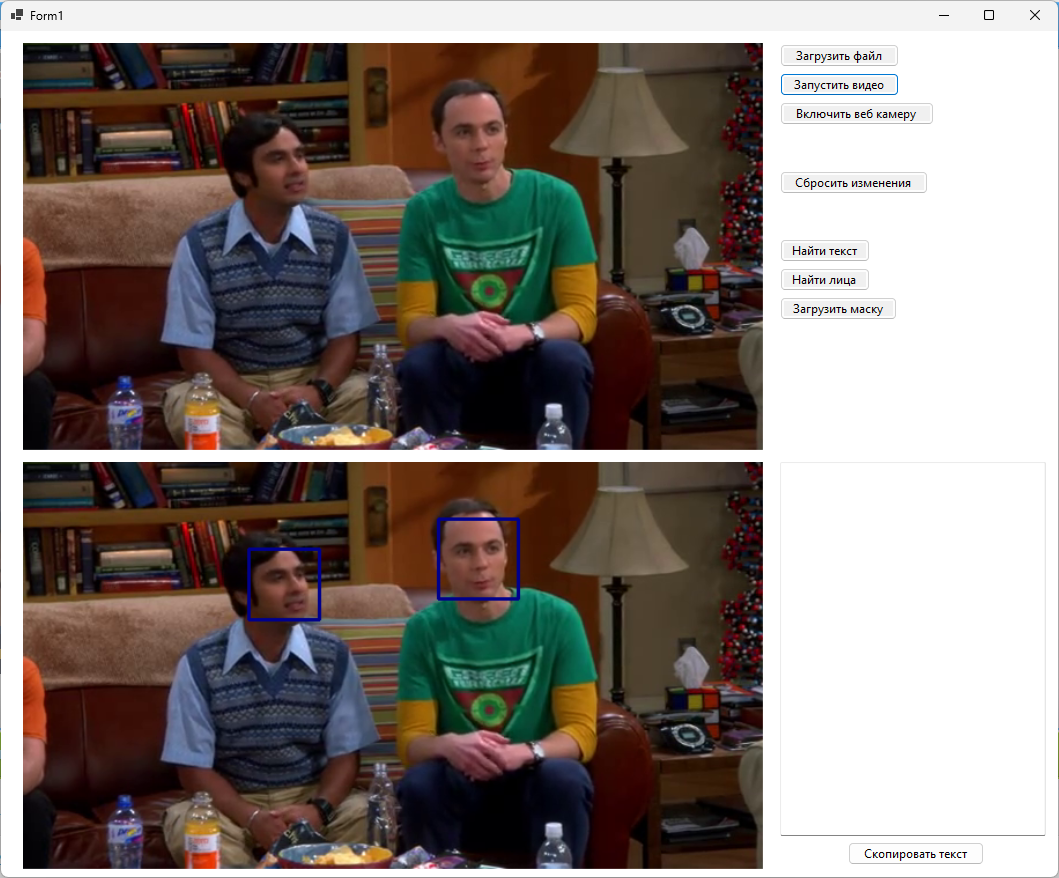 Form1
Загрузить файл
Запустить видео
Включить веб камеру
Сбросить изменения
Найти текст
Найти лица
Загрузить маску
Скопировать текст